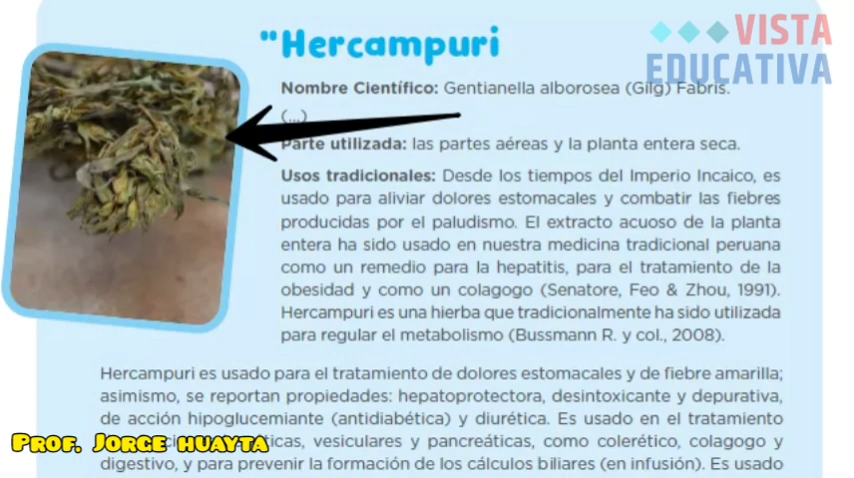 "Hercampuri
VISTA
EDUCATIVA
Nombre Científico: Gentianella alborosea (Gilg) Fabris.
(...)
Parte utilizada: las partes aéreas y la planta entera seca.
Usos tradicionales: Desde los tiempos del Imperio Incaico, es
usado para aliviar dolores estomacales y combatir las fiebres
producidas por el paludismo. El extracto acuoso de la planta
entera ha sido usado en nuestra medicina tradicional peruana
como un remedio para la hepatitis, para el tratamiento de la
obesidad y como un colagogo (Senatore, Feo & Zhou, 1991).
Hercampuri es una hierba que tradicionalmente ha sido utilizada
para regular el metabolismo (Bussmann R. y col., 2008).
Hercampuri es usado para el tratamiento de dolores estomacales y de fiebre amarilla;
asimismo, se reportan propiedades: hepatoprotectora, desintoxicante y depurativa,
de acción hipoglucemiante (antidiabética) y diurética. Es usado en el tratamiento
vesiculares y pancreáticas, como colerético, colagogo y
Prof. Jorge huayta
digestivo, y para prevenir la formación de los cálculos biliares (en infusión). Es usado